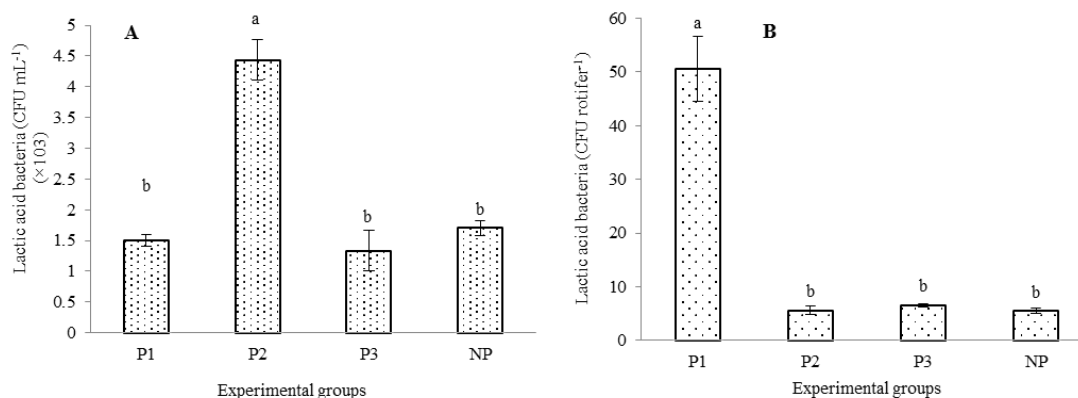 A
Lactic acid bacteria (CFU mL-1)
(×103)
5
4.5
4
3.5
3
2.5
2
1.5
1
0.5
0
b
a
b
b
P1
P2
P3
NP
Experimental groups
B
Lactic acid bacteria (CFU rotifer-1)
60
50
40
30
20
10
0
a
b
b
b
P1
P2
P3
NP
Experimental groups